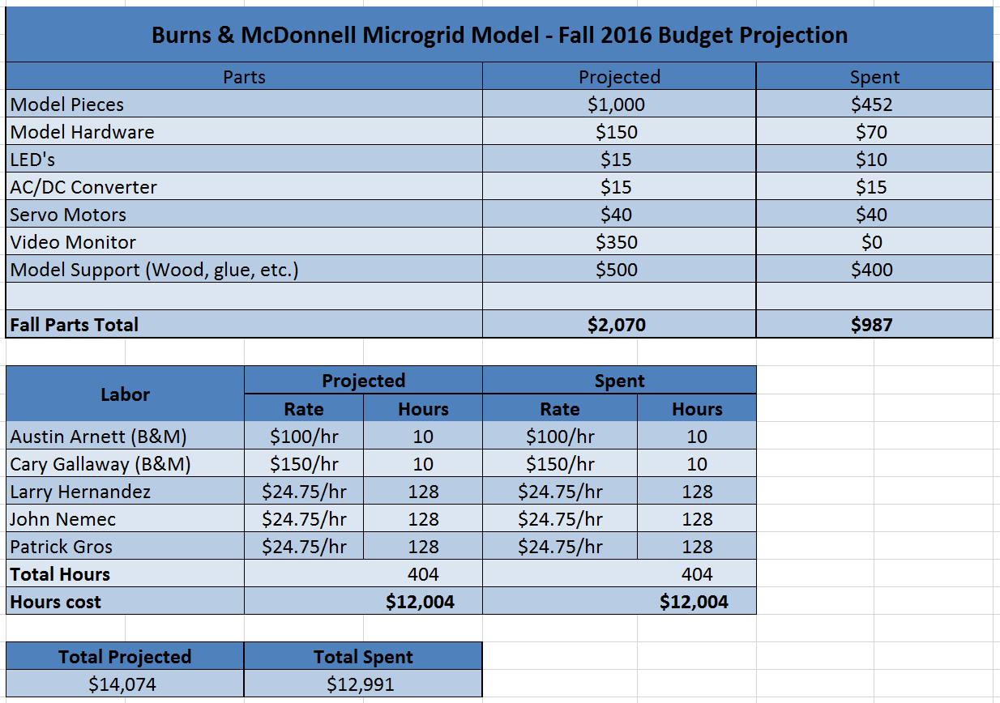 Burns & McDonnell Microgrid Model - Fall 2016 Budget Projection
Parts Projected Spent
Model Pieces $1,000 $452
Model Hardware $150 $70
LED's $15 $10
AC/DC Converter $15 $15
Servo Motors $40 $40
Video Monitor $350 $0
Model Support (Wood, glue, etc.) $500 $400
Fall Parts Total $2,070 $987
Labor Projected Spent
Rate Hours Rate Hours
Austin Arnett (B&M) $100/hr 10 $100/hr 10
Cary Gallaway (B&M) $150/hr 10 $150/hr 10
Larry Hernandez $24.75/hr 128 $24.75/hr 128
John Nemec $24.75/hr 128 $24.75/hr 128
Patrick Gros $24.75/hr 128 $24.75/hr 128
Total Hours 404 404
Hours cost $12,004 $12,004
Total Projected Total Spent
$14,074 $12,991